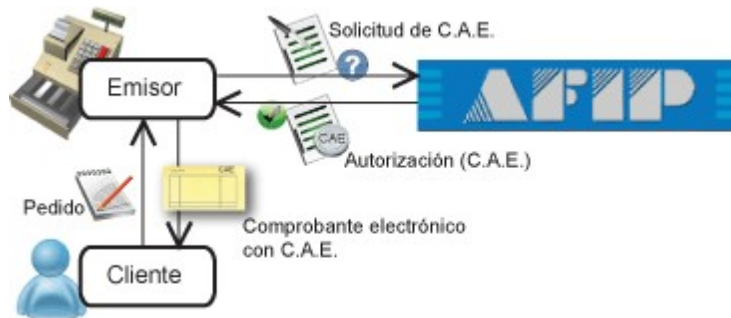 Solicitud de C.A.E.
Emisor
AFIP
CAE
Autorización (C.A.E.)
CAE
Pedido
Comprobante electrónico
con C.A.E.
Cliente